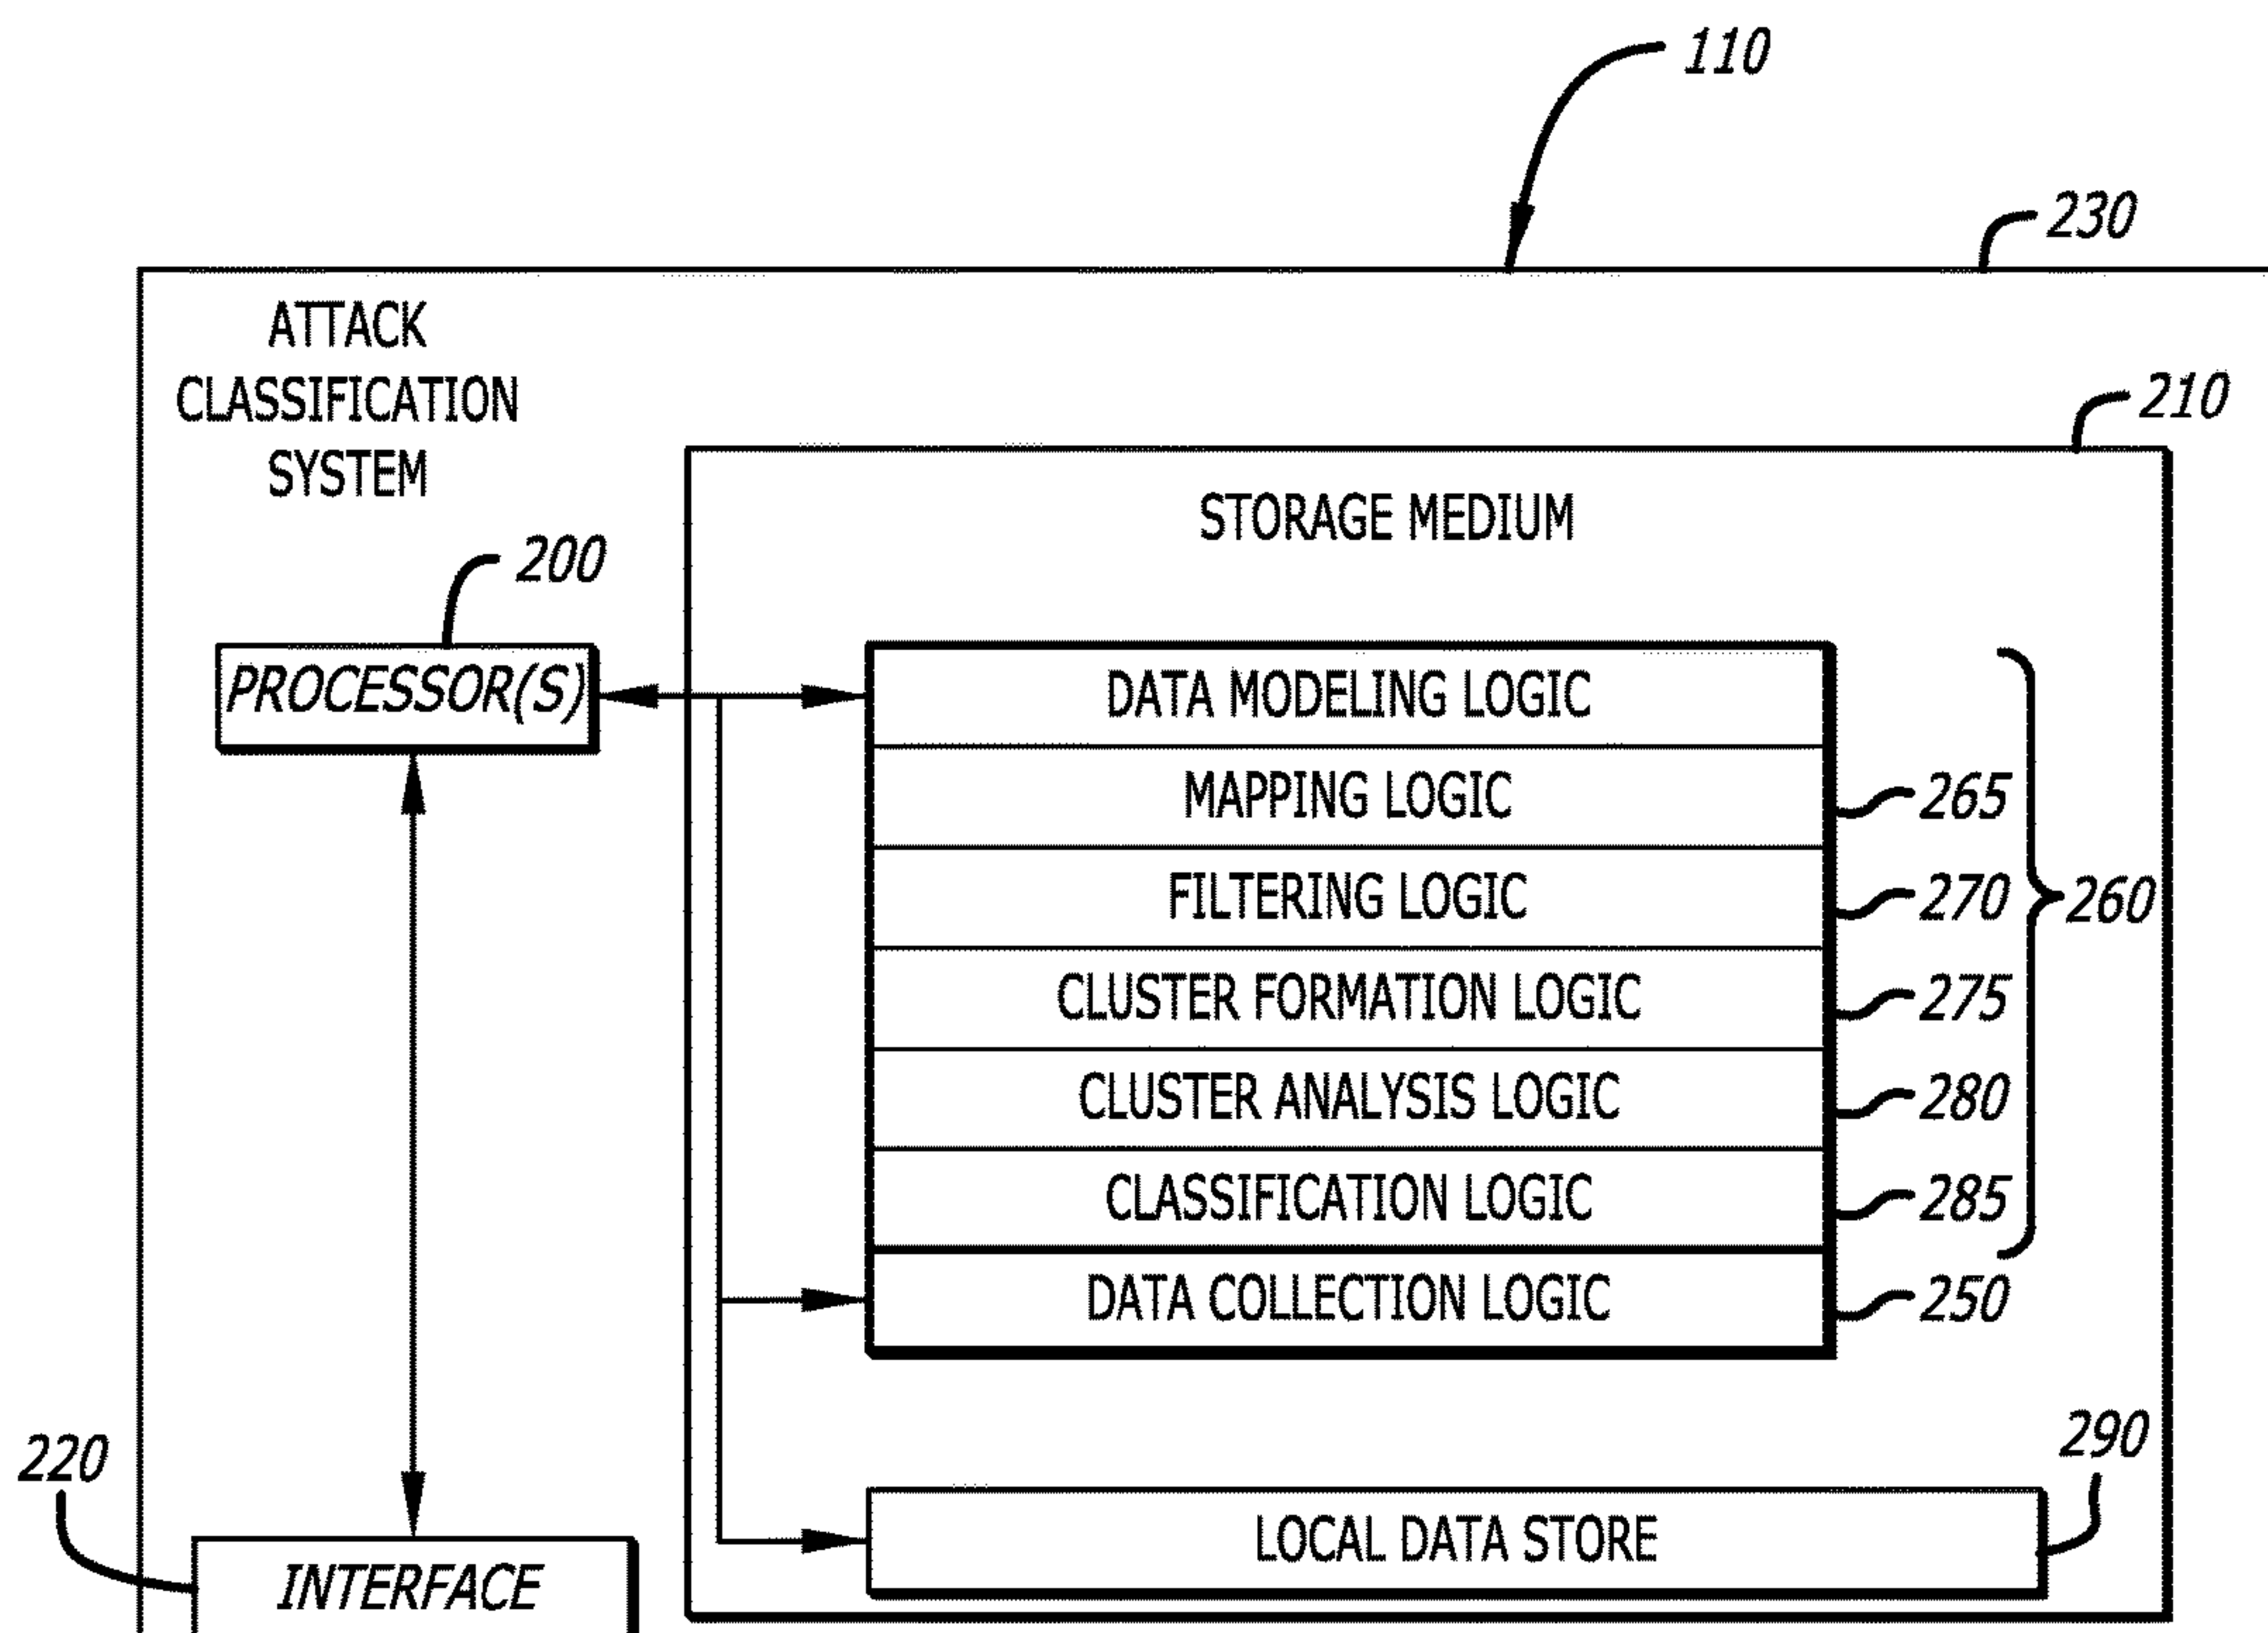 110
230
ATTACK
CLASSIFICATION
SYSTEM
210
STORAGE MEDIUM
200
PROCESSOR(S)
DATA MODELING LOGIC
MAPPING LOGIC
265
FILTERING LOGIC
270
260
CLUSTER FORMATION LOGIC
275
CLUSTER ANALYSIS LOGIC
280
CLASSIFICATION LOGIC
285
DATA COLLECTION LOGIC
250
220
290
LOCAL DATA STORE
INTERFACE